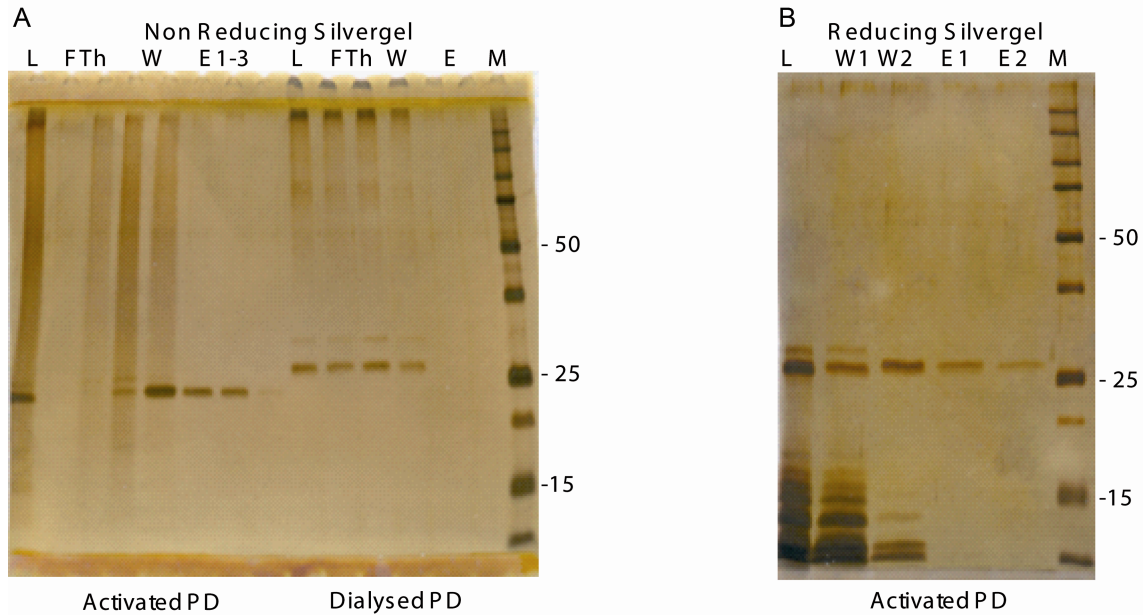 A
Non Reducing Silvergel
L FTh W E1-3 L FTh W E M
- 50
- 25
-15
Activated PD
Dialysed PD
B
Reducing Silvergel
L W1 W2 E1 E2 M
- 50
- 25
-15
Activated PD